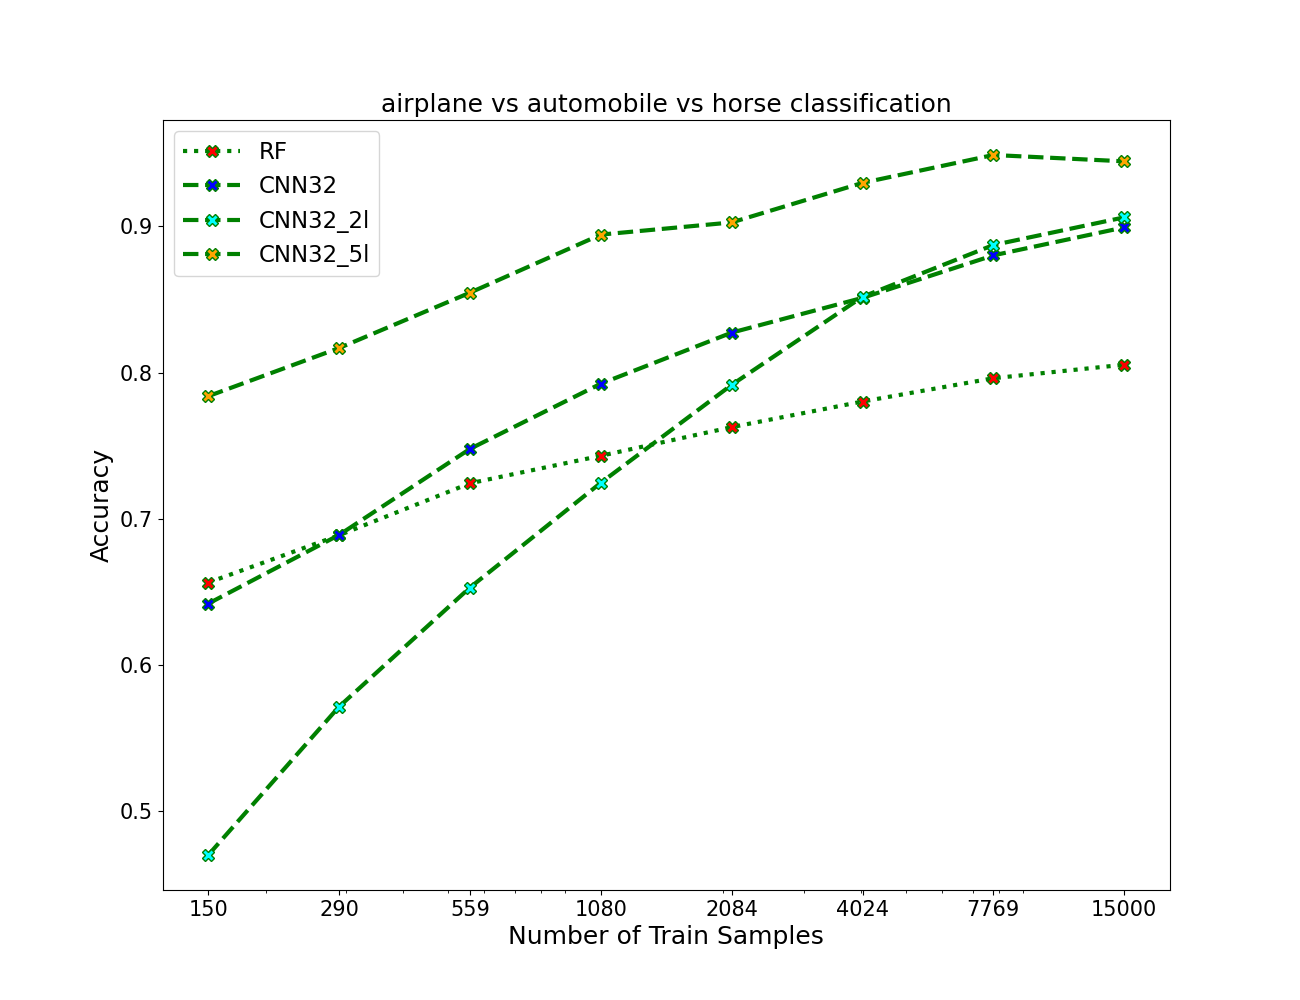 airplane vs automobile vs horse classification
RF
CNN32
CNN32_2l
CNN32_5l
0.9
0.8
0.7
0.6
0.5
Accuracy
150 290 559 1080 2084 4024 7769 15000
Number of Train Samples